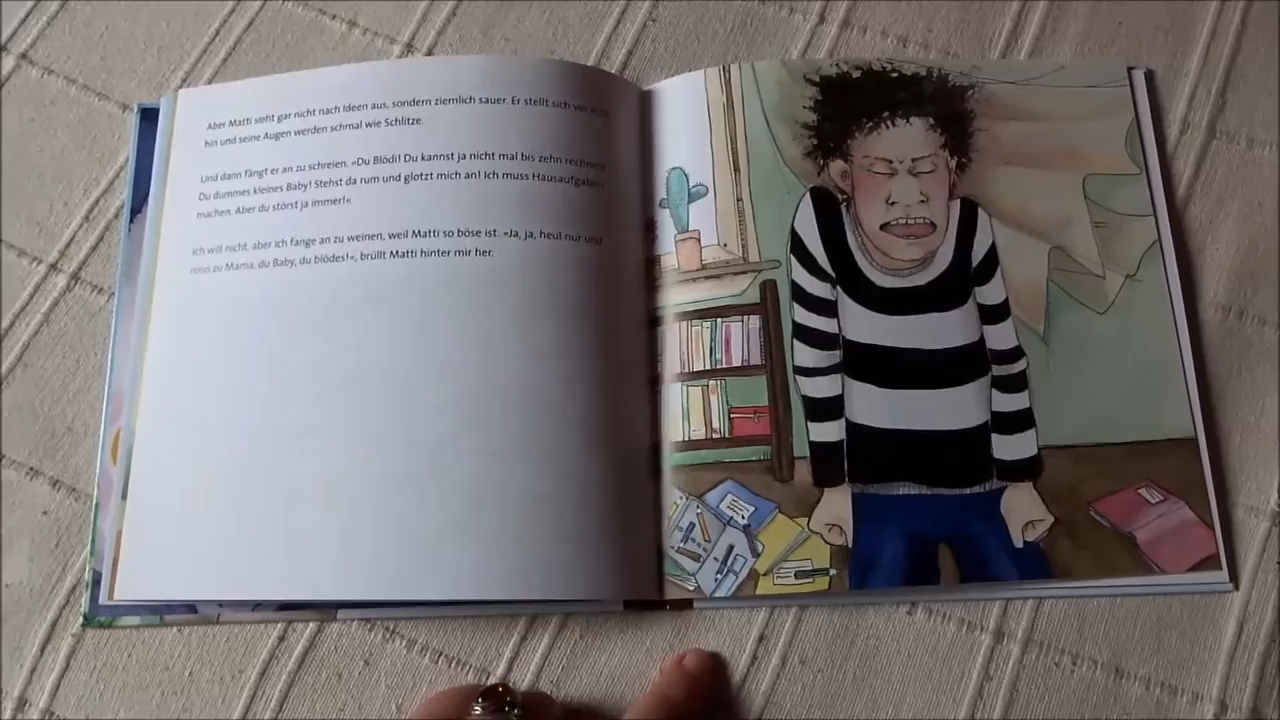 Aber Matti sieht gar nicht nach Ideen aus, sondern ziemlich sauer. Er stellt sich vor mich
hin und seine Augen werden schmal wie Schlitze.
Und dann fängt er an zu schreien. »Du Blödi! Du kannst ja nicht mal bis zehn rechnen!
Du dummes kleines Baby! Stehst da rum und glotzt mich an! Ich muss Hausaufgaben
machen. Aber du störst ja immer!«
Ich will nicht, aber ich fange an zu weinen, weil Matti so böse ist. »Ja, ja, heul nur und
renn zu Mama, du Baby, du blödes!«, brüllt Matti hinter mir her.